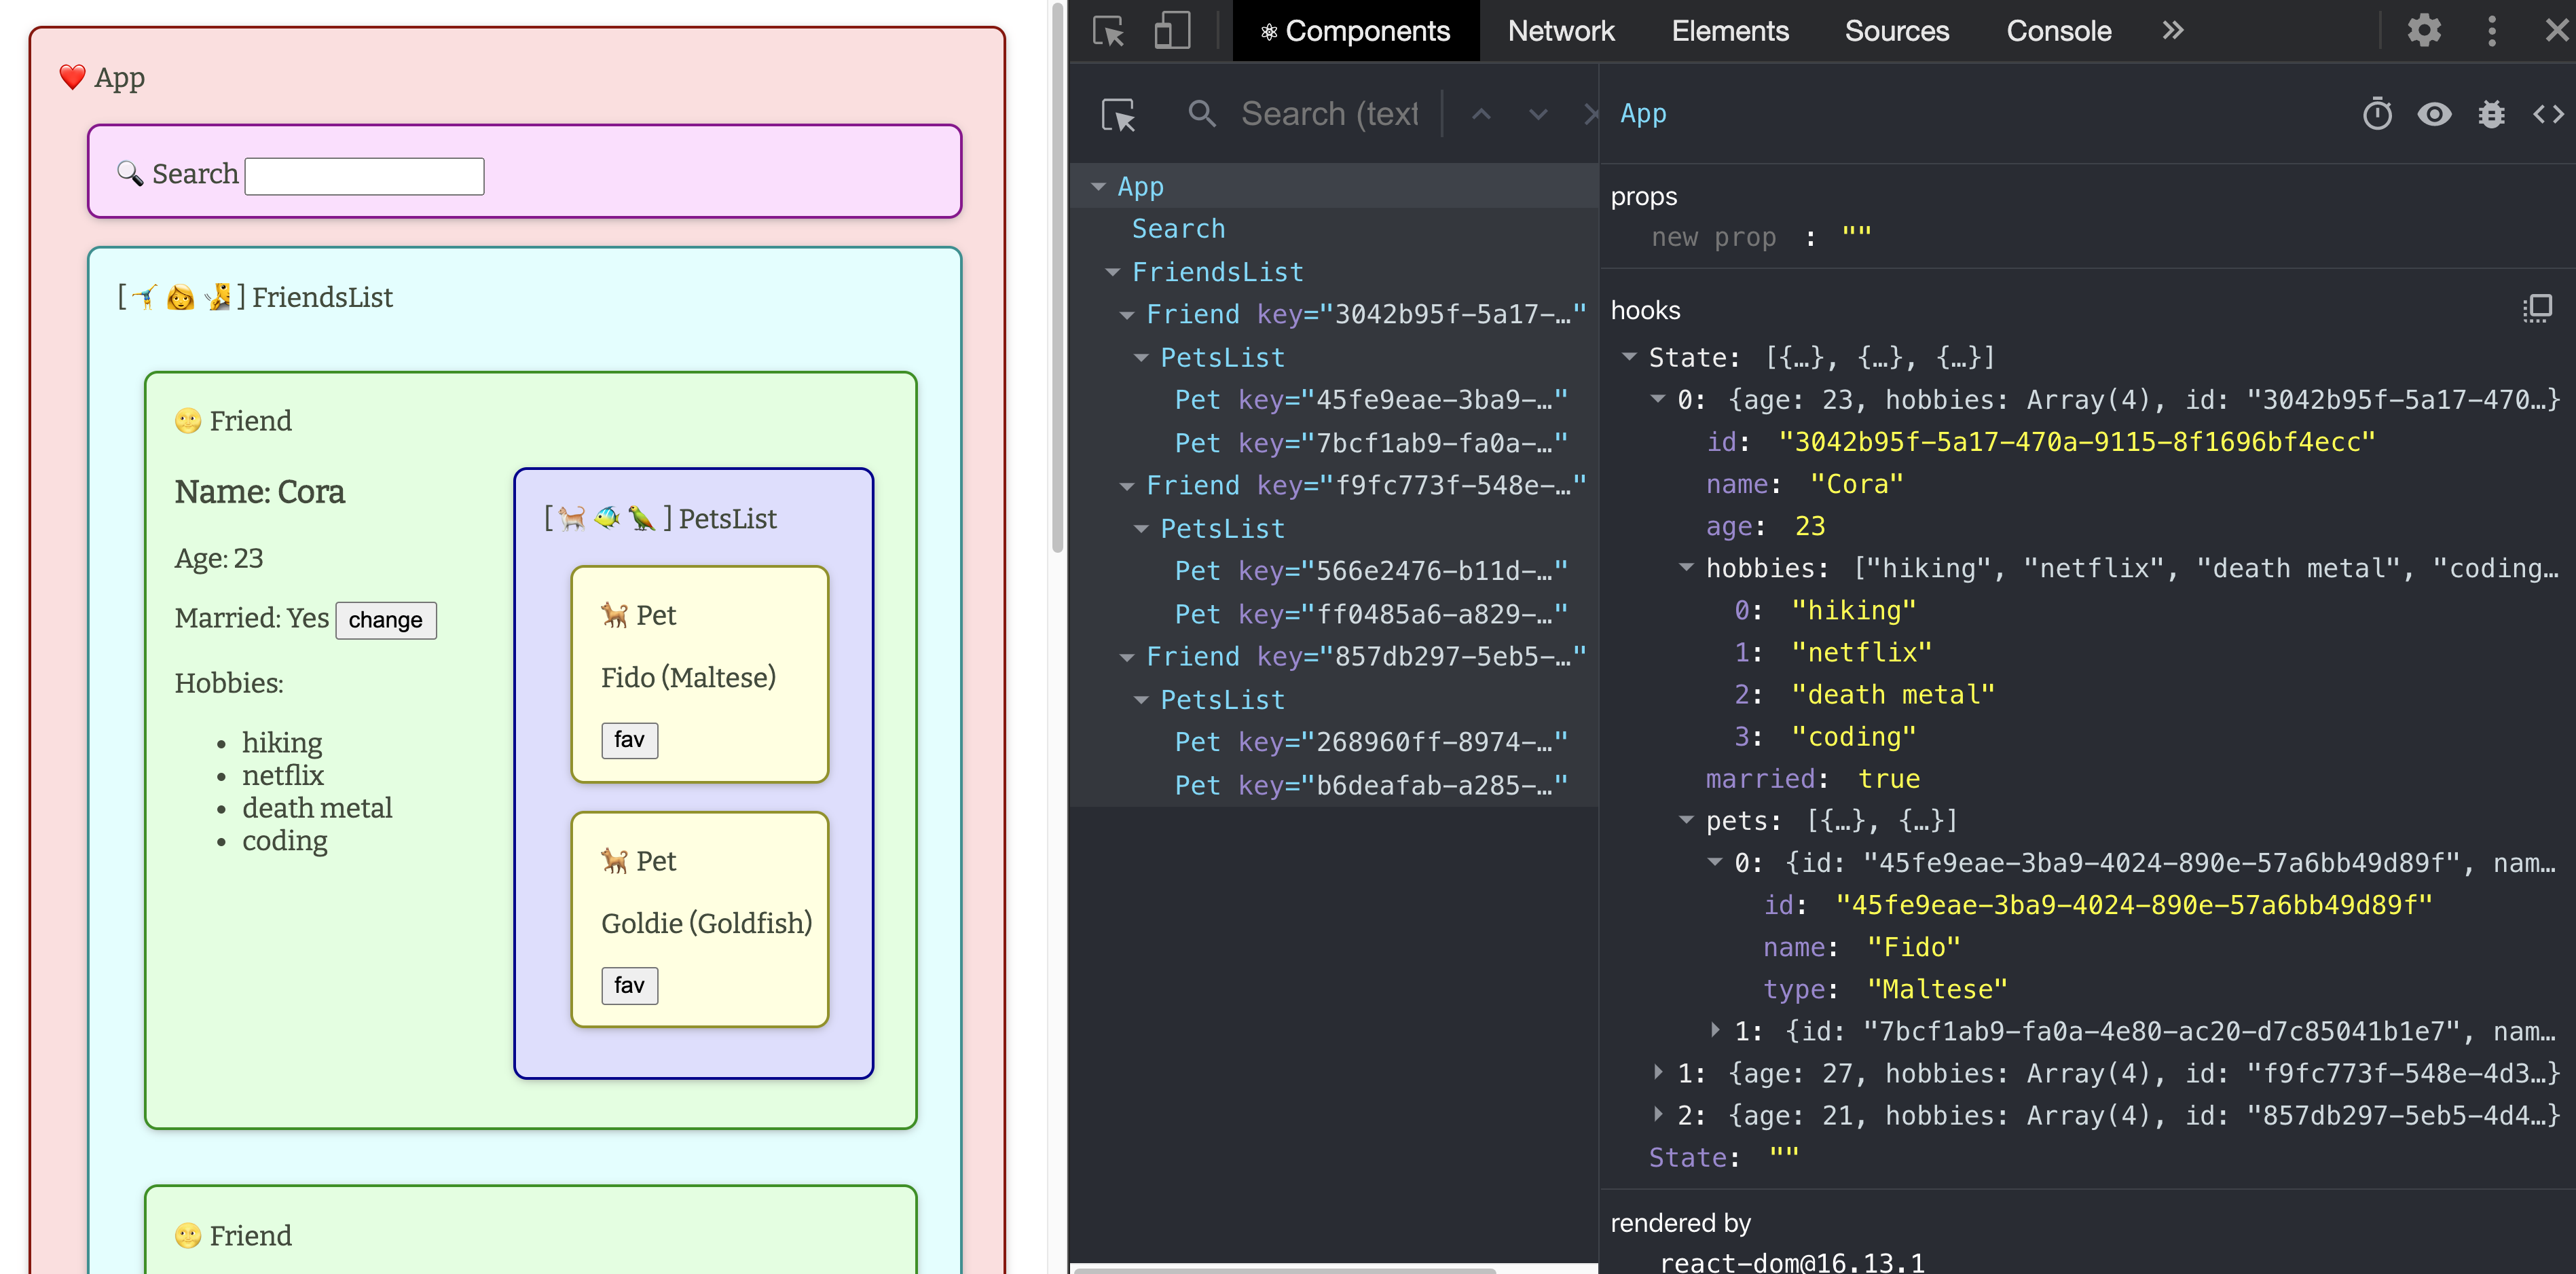 ❤️ App
🔍 Search
[🤸 👩 🧏] FriendsList
🌝 Friend
Name: Cora
Age: 23
Married: Yes change
Hobbies:
• hiking
• netflix
• death metal
• coding
[🐈 🐠 🦜] PetsList
🐕 Pet
Fido (Maltese)
fav
🐕 Pet
Goldie (Goldfish)
fav
🌝 Friend
⚛ Components Network Elements Sources Console »
Search (text
App
Search
FriendsList
Friend key="3042b95f-5a17-…"
PetsList
Pet key="45fe9eae-3ba9-…"
Pet key="7bcf1ab9-fa0a-…"
Friend key="f9fc773f-548e-…"
PetsList
Pet key="566e2476-b11d-…"
Pet key="ff0485a6-a829-…"
Friend key="857db297-5eb5-…"
PetsList
Pet key="268960ff-8974-…"
Pet key="b6deafab-a285-…"
App
props
new prop : ""
hooks
State: [{…}, {…}, {…}]
0: {age: 23, hobbies: Array(4), id: "3042b95f-5a17-470…}
id: "3042b95f-5a17-470a-9115-8f1696bf4ecc"
name: "Cora"
age: 23
hobbies: ["hiking", "netflix", "death metal", "coding…
0: "hiking"
1: "netflix"
2: "death metal"
3: "coding"
married: true
pets: [{…}, {…}]
0: {id: "45fe9eae-3ba9-4024-890e-57a6bb49d89f", nam…
id: "45fe9eae-3ba9-4024-890e-57a6bb49d89f"
name: "Fido"
type: "Maltese"
1: {id: "7bcf1ab9-fa0a-4e80-ac20-d7c85041b1e7", nam…
1: {age: 27, hobbies: Array(4), id: "f9fc773f-548e-4d3…}
2: {age: 21, hobbies: Array(4), id: "857db297-5eb5-4d4…}
State: ""
rendered by
react-dom@16.13.1